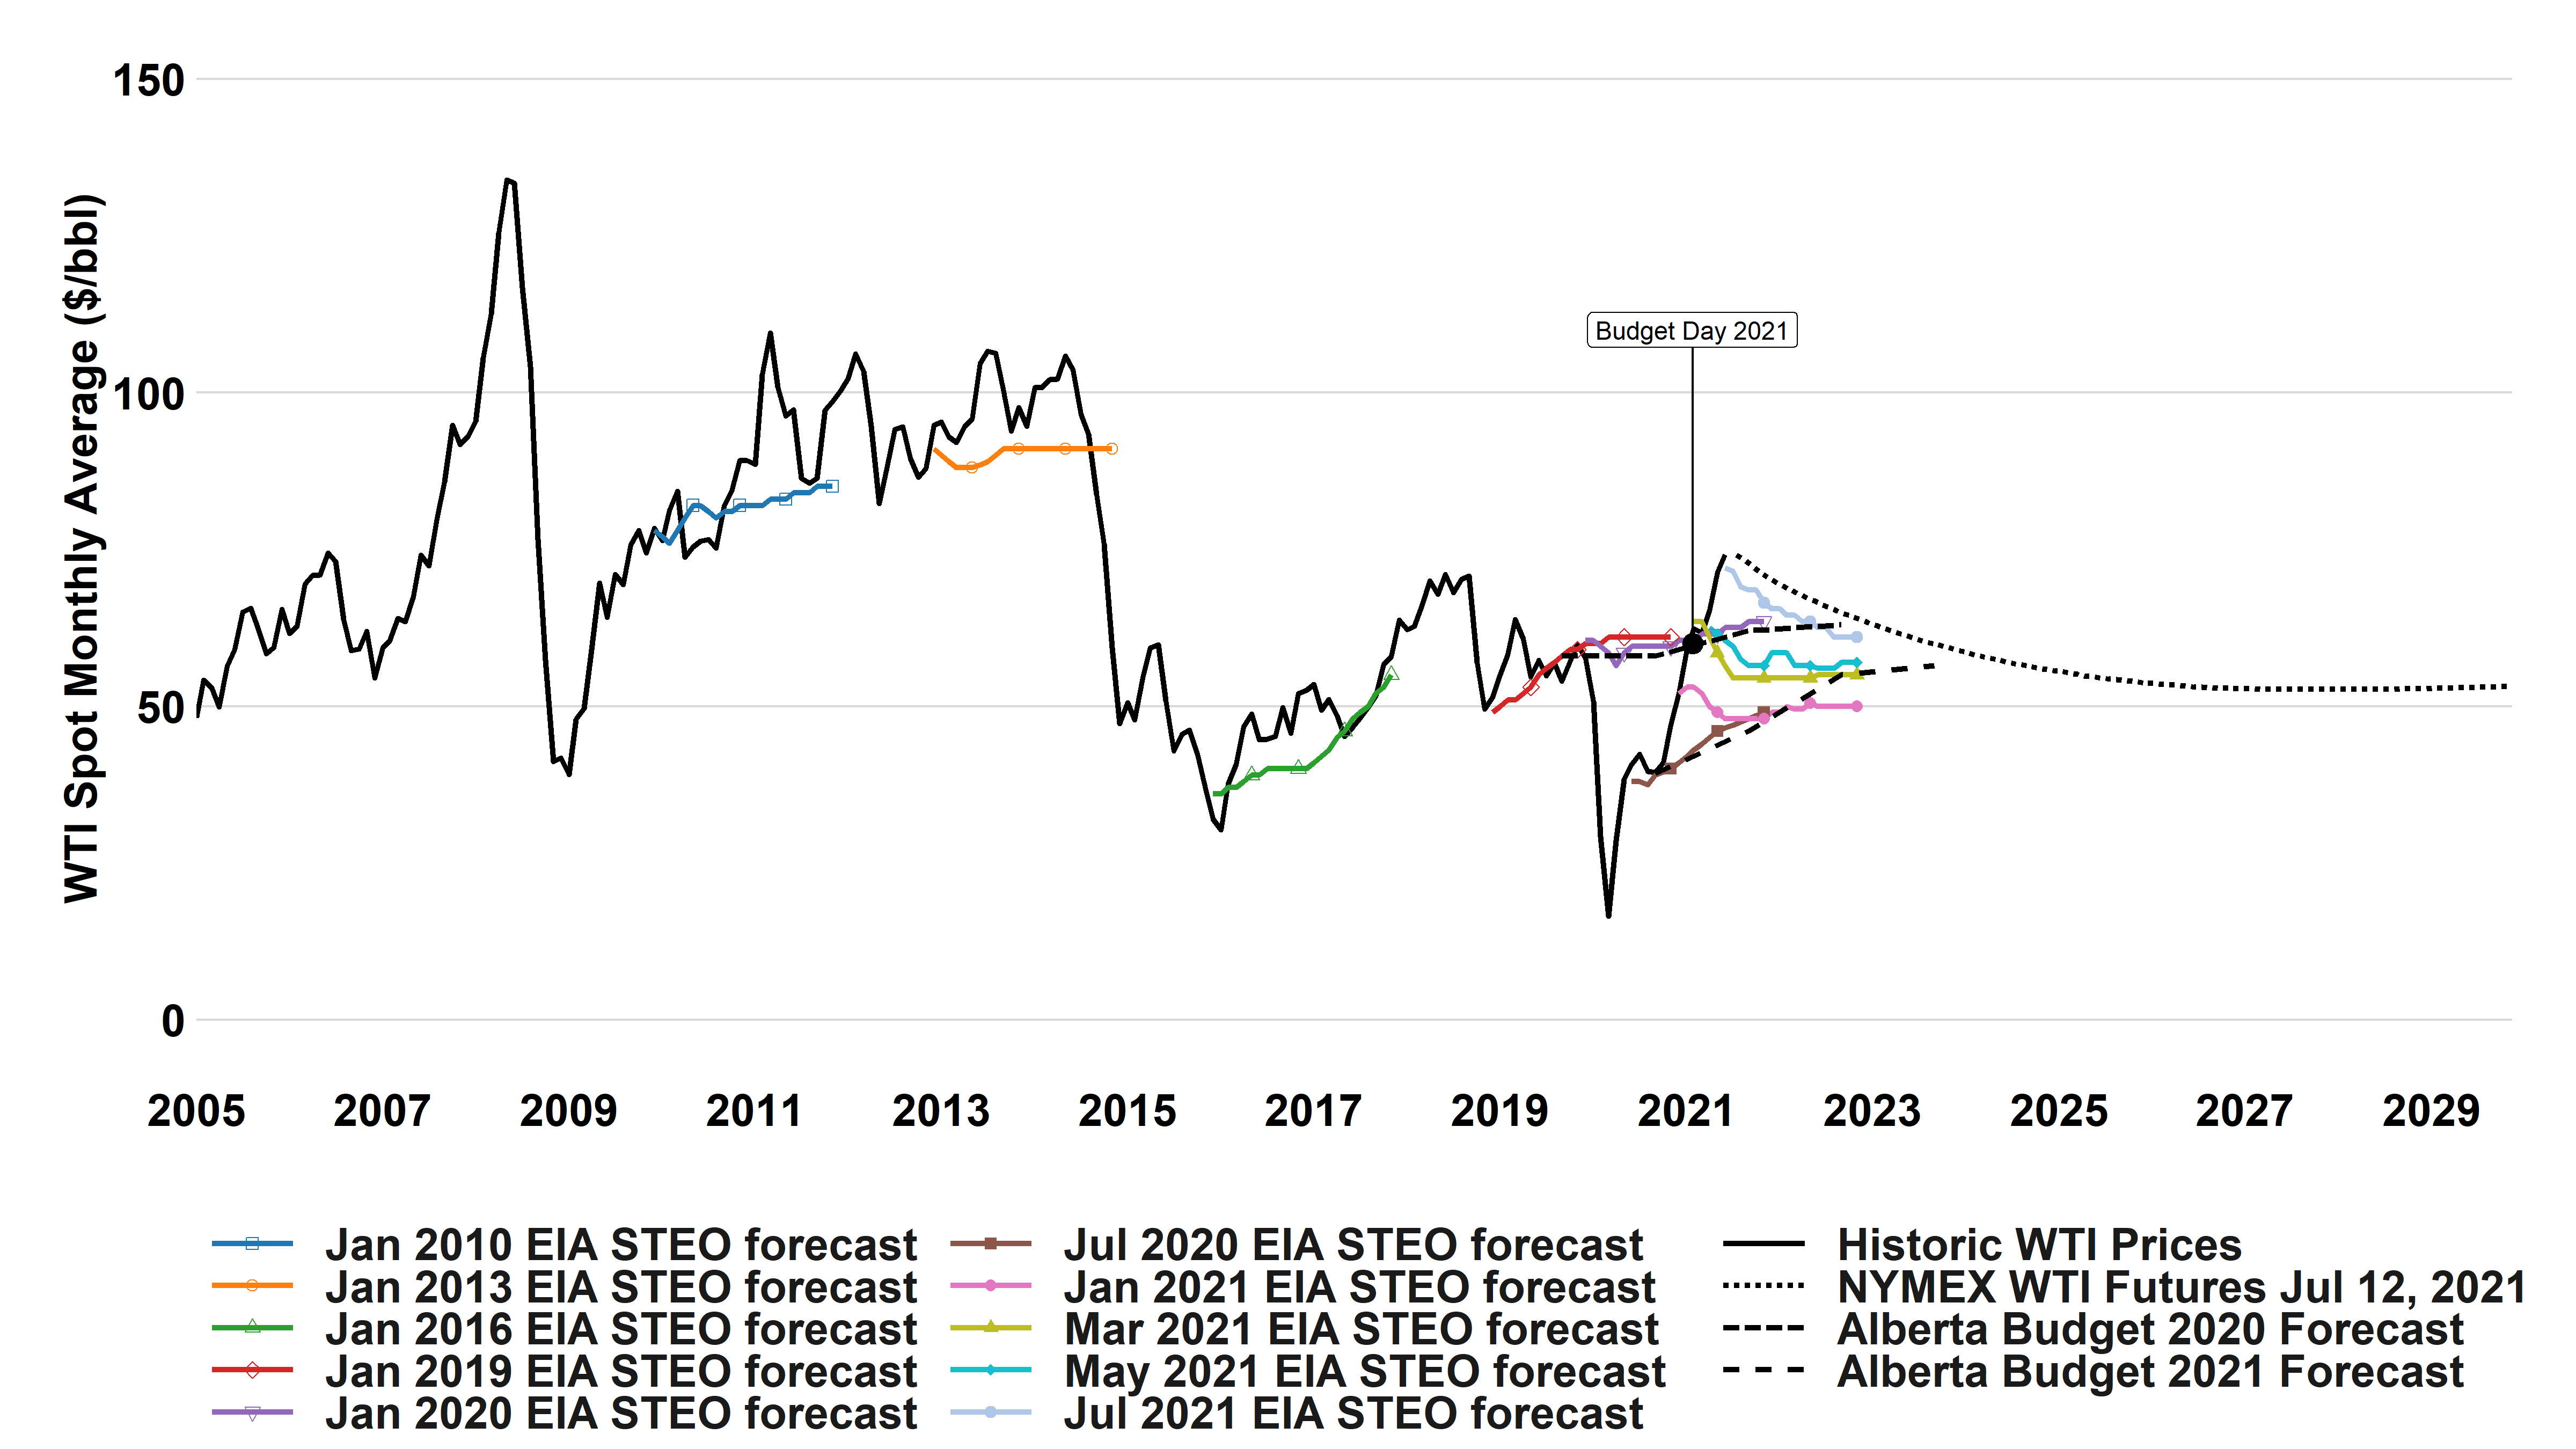 150
100
50
0
WTI Spot Monthly Average ($/bbl)
Budget Day 2021
2005 2007 2009 2011 2013 2015 2017 2019 2021 2023 2025 2027 2029
Jan 2010 EIA STEO forecast
Jan 2013 EIA STEO forecast
Jan 2016 EIA STEO forecast
Jan 2019 EIA STEO forecast
Jan 2020 EIA STEO forecast
Jul 2020 EIA STEO forecast
Jan 2021 EIA STEO forecast
Mar 2021 EIA STEO forecast
May 2021 EIA STEO forecast
Jul 2021 EIA STEO forecast
Historic WTI Prices
NYMEX WTI Futures Jul 12, 2021
Alberta Budget 2020 Forecast
Alberta Budget 2021 Forecast